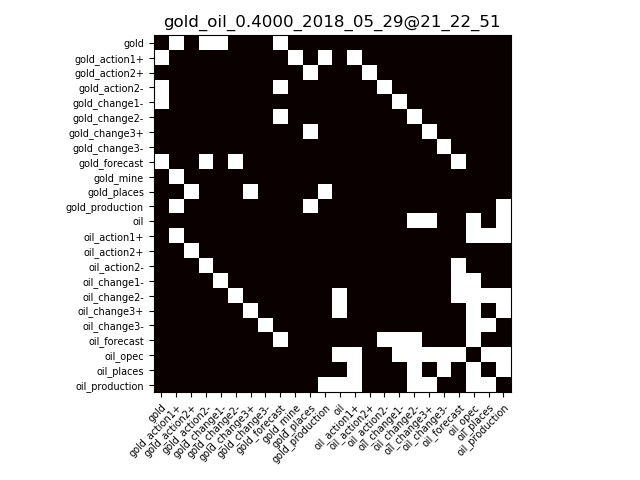 gold_oil_0.4000_2018_05_29@21_22_51
gold
gold_action1+
gold_action2+
gold_action2-
gold_change1-
gold_change2-
gold_change3+
gold_change3-
gold_forecast
gold_mine
gold_places
gold_production
oil
oil_action1+
oil_action2+
oil_action2-
oil_change1-
oil_change2-
oil_change3+
oil_change3-
oil_forecast
oil_opec
oil_places
oil_production
gold
gold_action1+
gold_action2+
gold_action2-
gold_change1-
gold_change2-
gold_change3+
gold_change3-
gold_forecast
gold_mine
gold_places
gold_production
oil
oil_action1+
oil_action2+
oil_action2-
oil_change1-
oil_change2-
oil_change3+
oil_change3-
oil_forecast
oil_opec
oil_places
oil_production